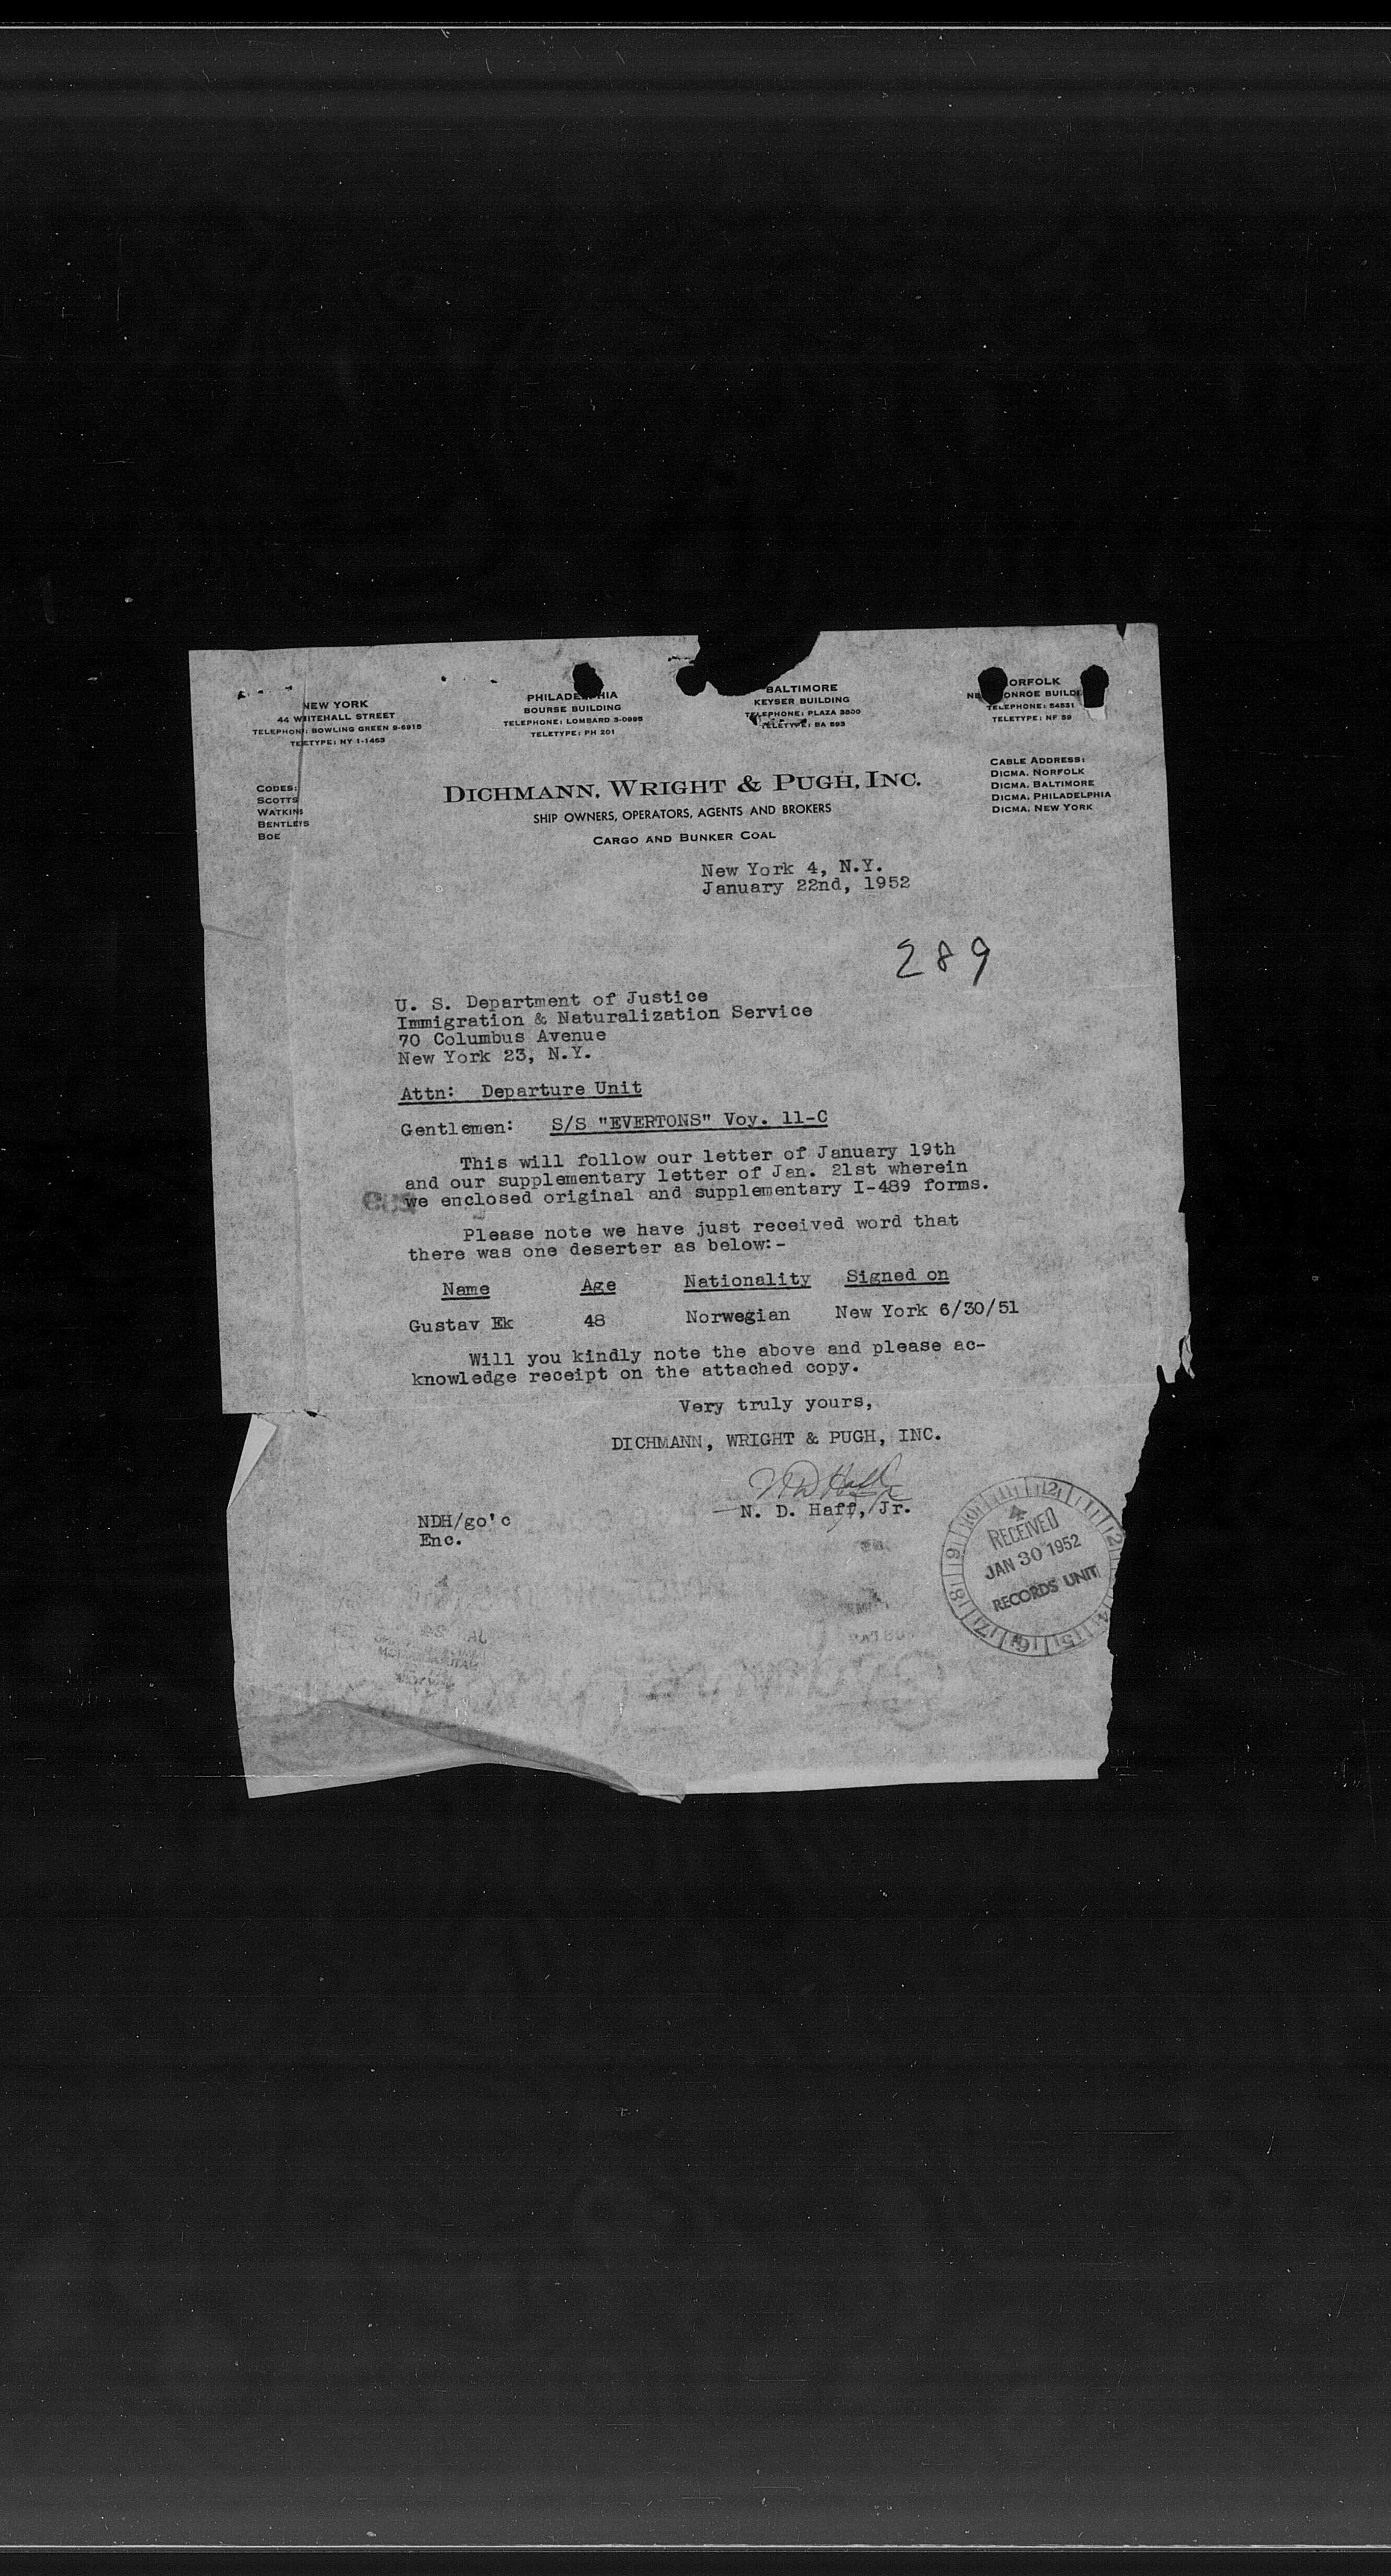 NEW YORK
44 WHITEHALL STREET
TELEPHONE: BOWLING GREEN 9-6915
TELETYPE: NY 1-1463
PHILADELPHIA
BOURSE BUILDING
TELEPHONE: LOMBARD 3-0995
TELETYPE: PH 201
BALTIMORE
KEYSER BUILDING
TELEPHONE: PLAZA 3800
TELETYPE: BA 593
ORFOLK
ONROE BUILDI
TELEPHONE: 54531
TELETYPE: NF 59
CODES:
SCOTTS
WATKINS
BENTLEYS
BOE
DICHMANN, WRIGHT & PUGH, INC.
SHIP OWNERS, OPERATORS, AGENTS AND BROKERS
CARGO AND BUNKER COAL
CABLE ADDRESS:
DICMA, NORFOLK
DICMA, BALTIMORE
DICMA, PHILADELPHIA
DICMA, NEW YORK
New York 4, N.Y.
January 22nd, 1952
289
U. S. Department of Justice
Immigration & Naturalization Service
70 Columbus Avenue
New York 23, N.Y.
Attn: Departure Unit
Gentlemen: S/S "EVERTONS" Voy. 11-C
This will follow our letter of January 19th
and our supplementary letter of Jan. 21st wherein
we enclosed original and supplementary I-489 forms.
Please note we have just received word that
there was one deserter as below:-
Name Age Nationality Signed on
Gustav Ek 48 Norwegian New York 6/30/51
Will you kindly note the above and please ac-
knowledge receipt on the attached copy.
Very truly yours,
DICHMANN, WRIGHT & PUGH, INC.
N. D. Haff, Jr.
NDH/go'c
Enc.
RECEIVED
JAN 30 1952
RECORDS UNIT